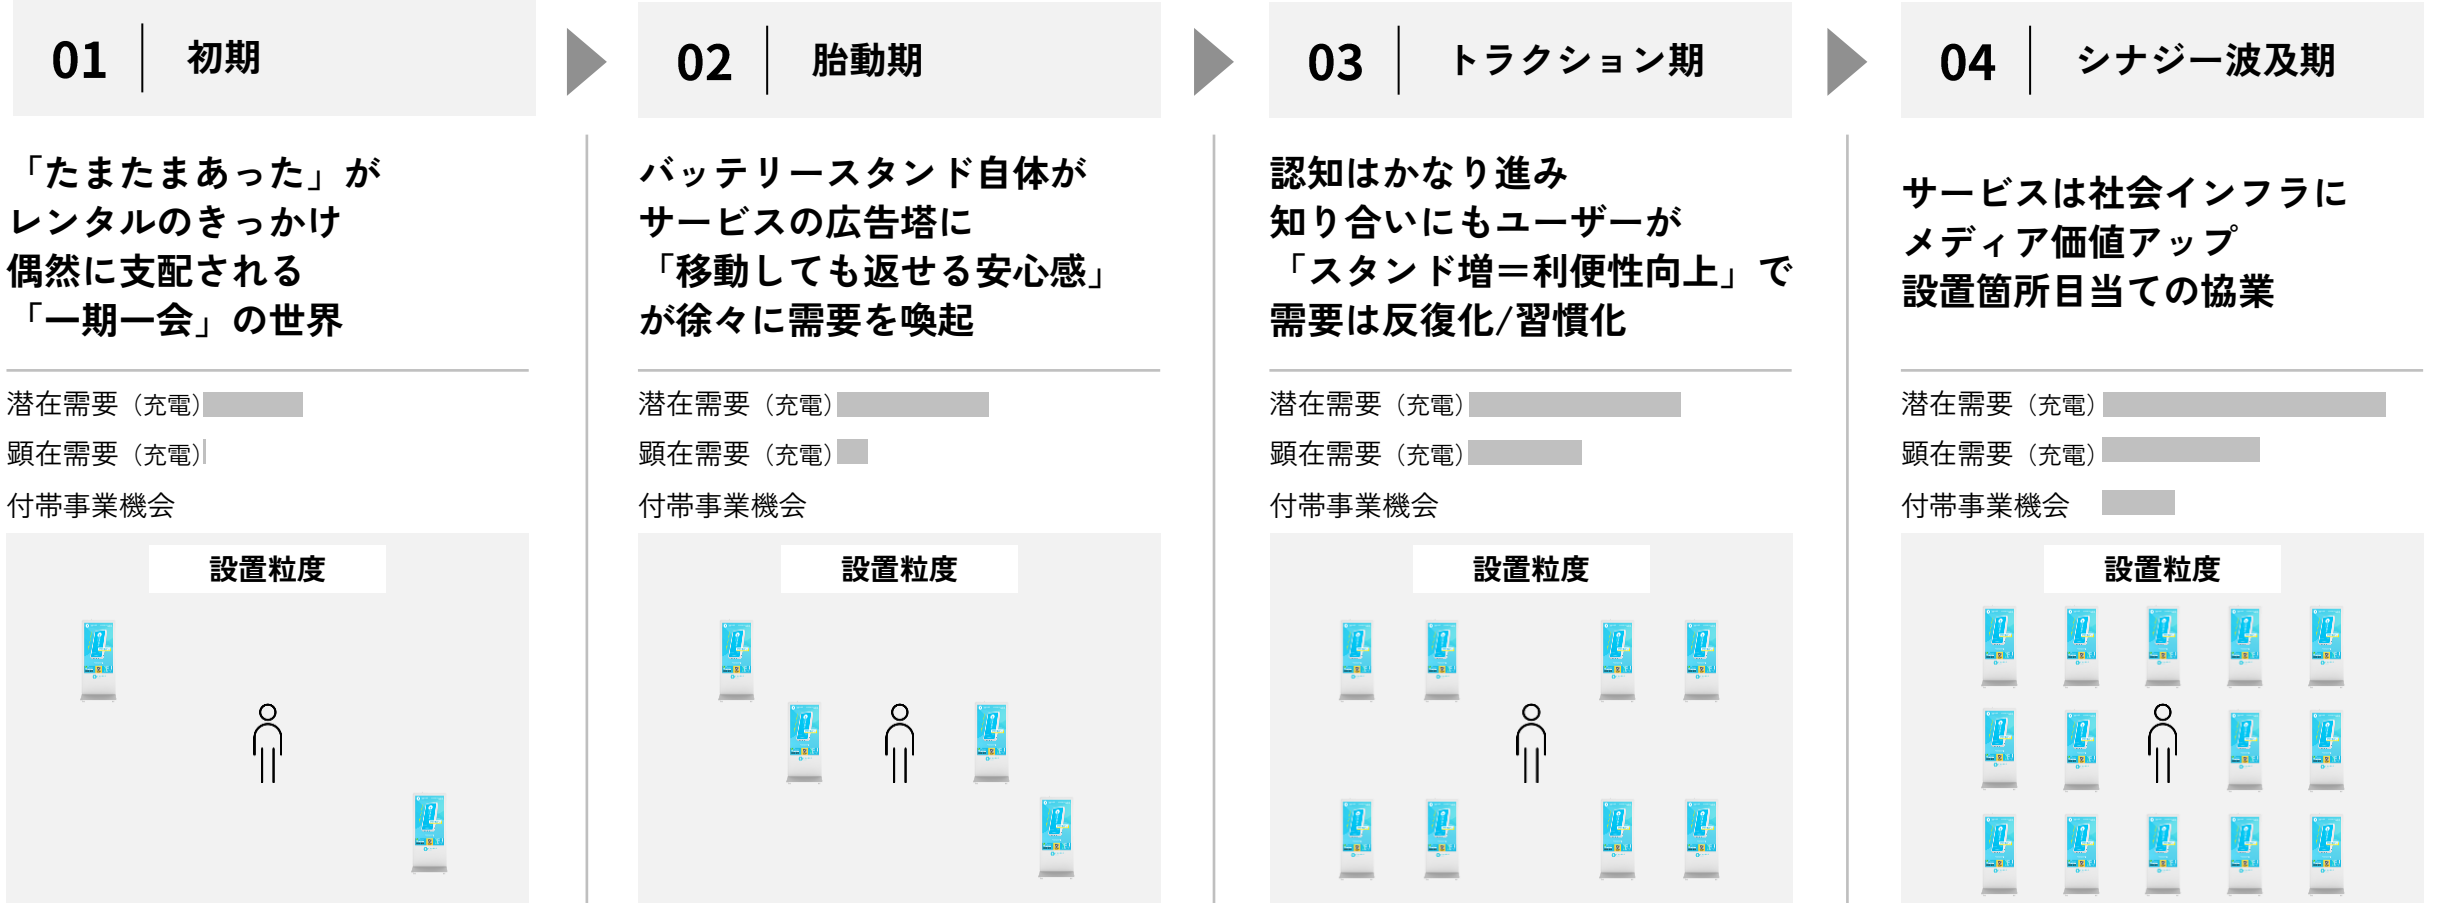 01
初期
「たまたまあった」が
レンタルのきっかけ
偶然に支配される
「一期一会」の世界
潜在需要（充電）
顕在需要（充電）
付帯事業機会
設置粒度
02
胎動期
バッテリースタンド自体が
サービスの広告塔に
「移動しても返せる安心感」
が徐々に需要を喚起
潜在需要（充電）
顕在需要（充電）
付帯事業機会
設置粒度
03
トラクション期
認知はかなり進み
知り合いにもユーザーが
「スタンド増＝利便性向上」で
需要は反復化/習慣化
潜在需要（充電）
顕在需要（充電）
付帯事業機会
設置粒度
04
シナジー波及期
サービスは社会インフラに
メディア価値アップ
設置箇所目当ての協業
潜在需要（充電）
顕在需要（充電）
付帯事業機会
設置粒度